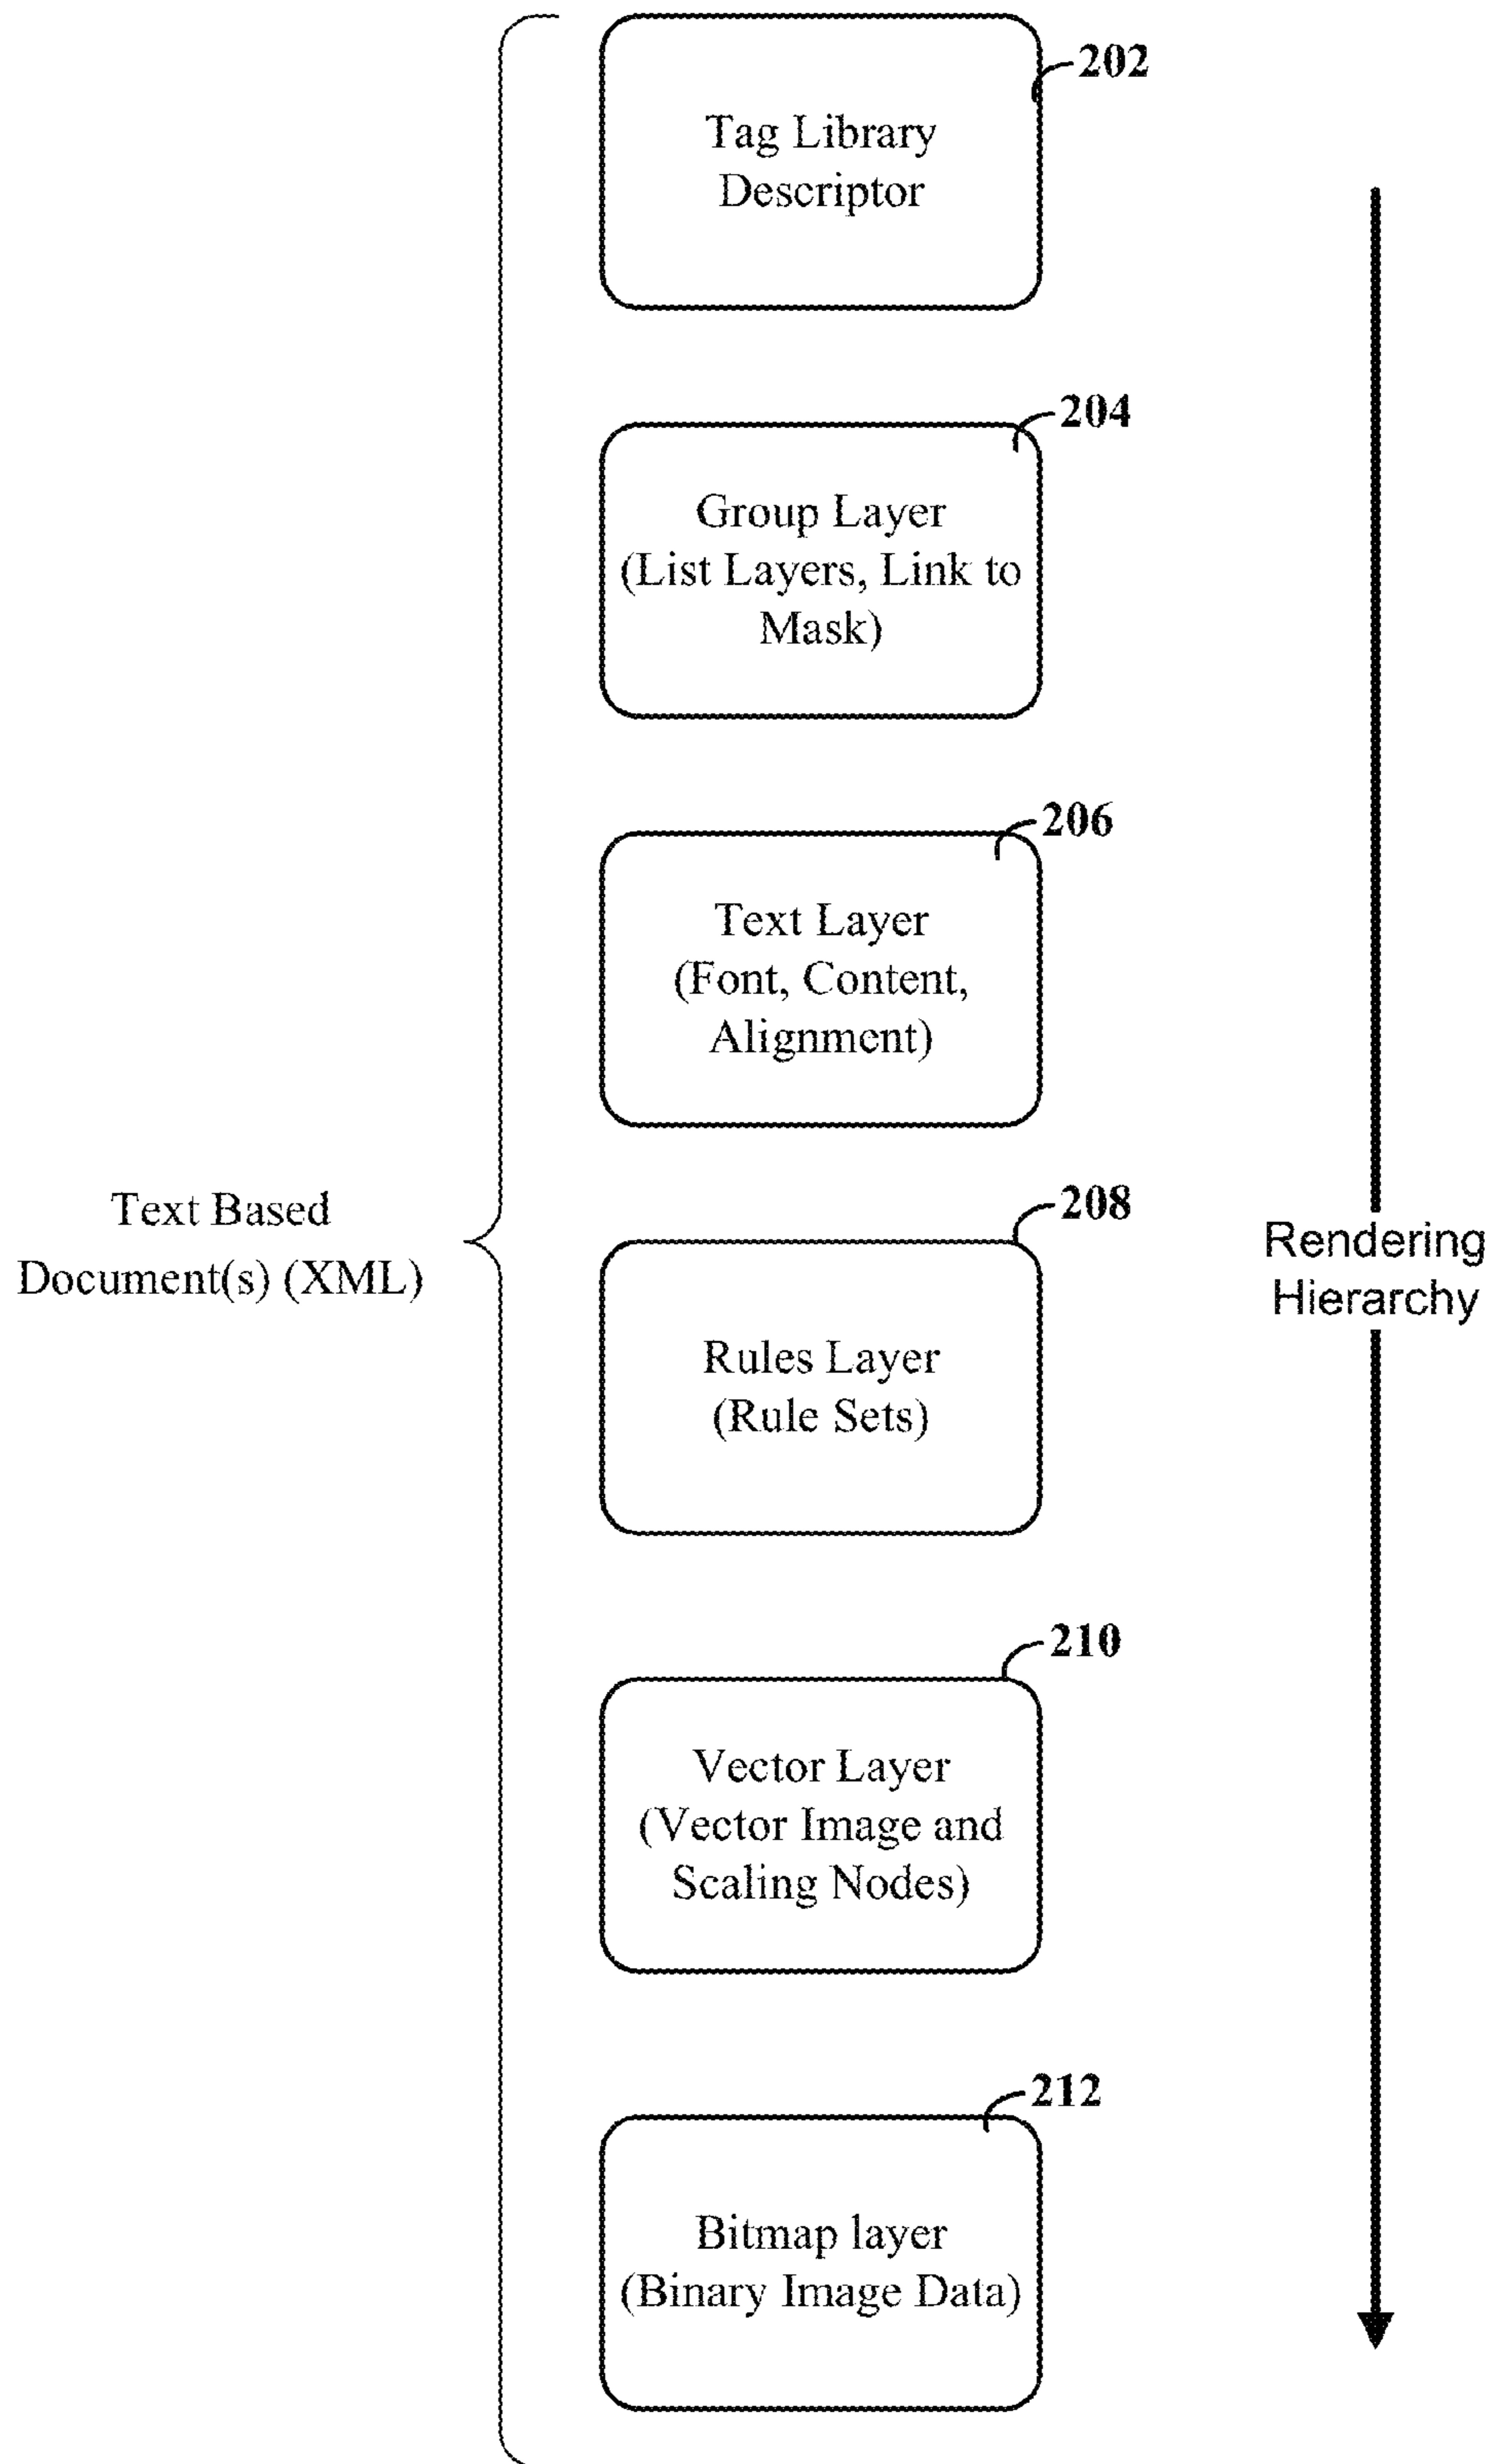 202
Tag Library
Descriptor
204
Group Layer
(List Layers, Link to
Mask)
206
Text Layer
(Font, Content,
Alignment)
Text Based
Document(s) (XML)
208
Rules Layer
(Rule Sets)
Rendering
Hierarchy
210
Vector Layer
(Vector Image and
Scaling Nodes)
212
Bitmap layer
(Binary Image Data)